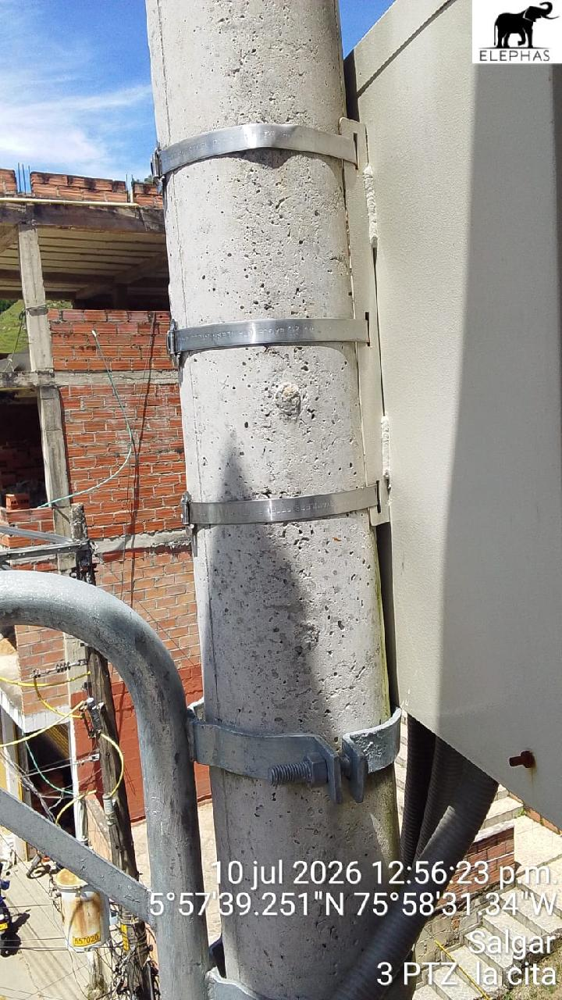 ELEPHAS
557020
10 jul 2026 12:56:23 p.m.
5°57'39.251"N 75°58'31.34"W
Salgar
3 PTZ la cita